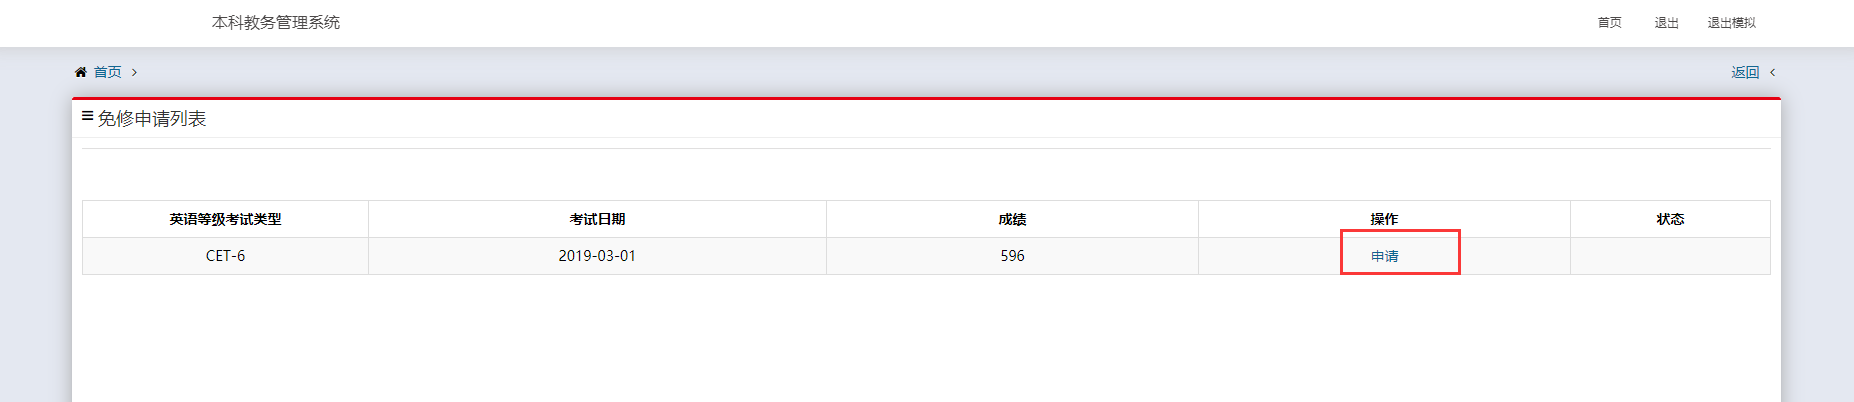 本科教务管理系统 首页 退出 退出模拟
首页 返回
免修申请列表
英语等级考试类型 考试日期 成绩 操作 状态
CET-6 2019-03-01 596 申请